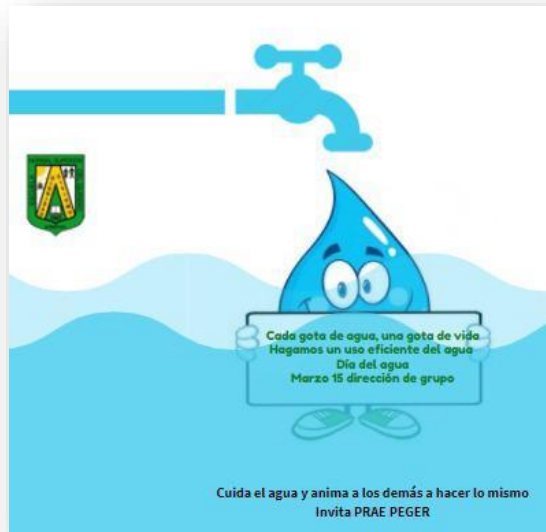 Cada gota de agua, una gota de vida
Hagamos un uso eficiente del agua
Día del agua
Marzo 15 dirección de grupo
Cuida el agua y anima a los demás a hacer lo mismo
Invita PRAE PEGER